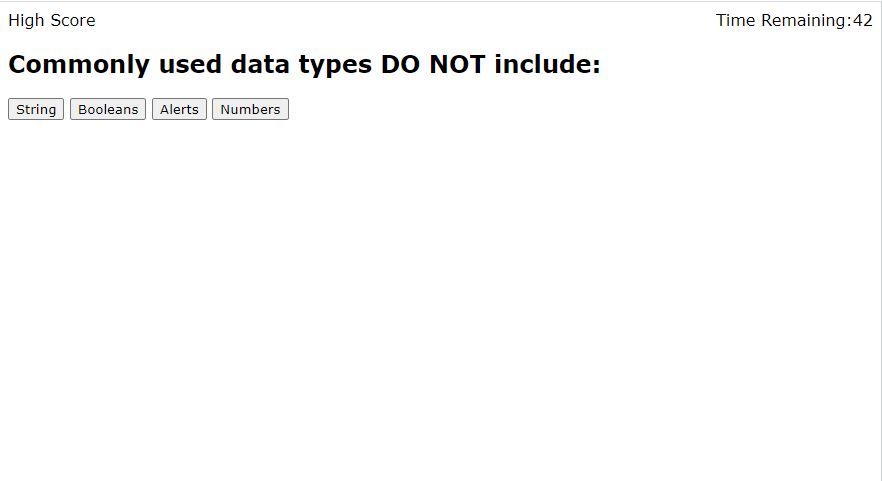 High Score Time Remaining:42
Commonly used data types DO NOT include:
String Booleans Alerts Numbers